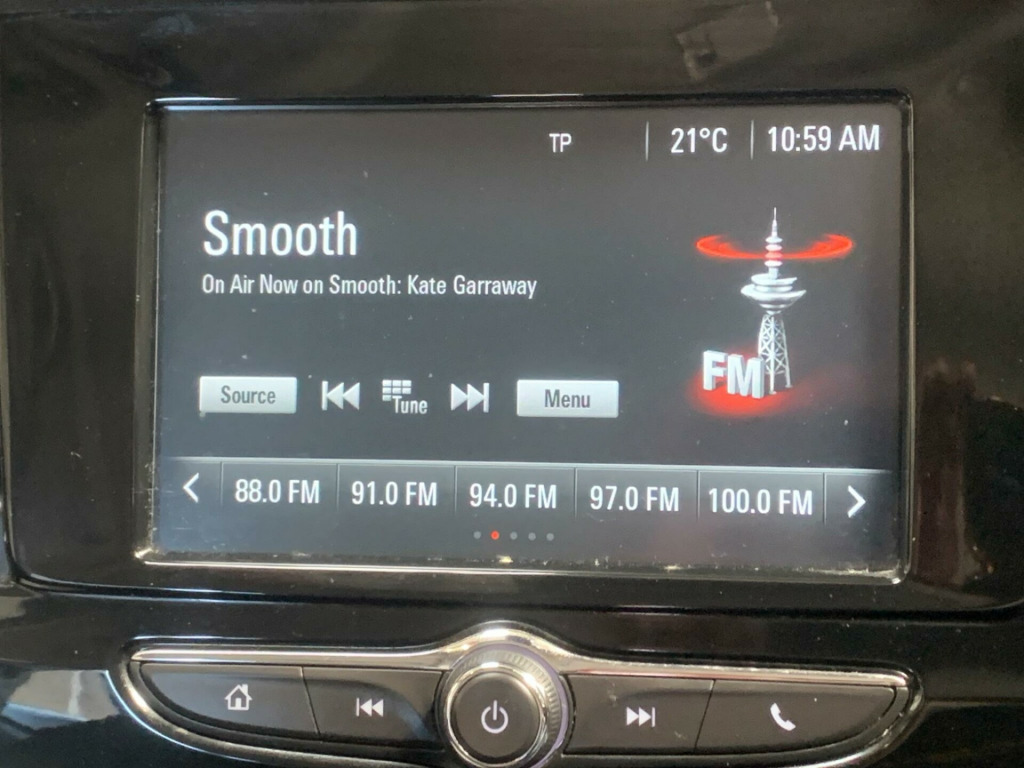 TP 21°C 10:59 AM
Smooth
On Air Now on Smooth: Kate Garraway
FM
Source Tune Menu
88.0 FM 91.0 FM 94.0 FM 97.0 FM 100.0 FM